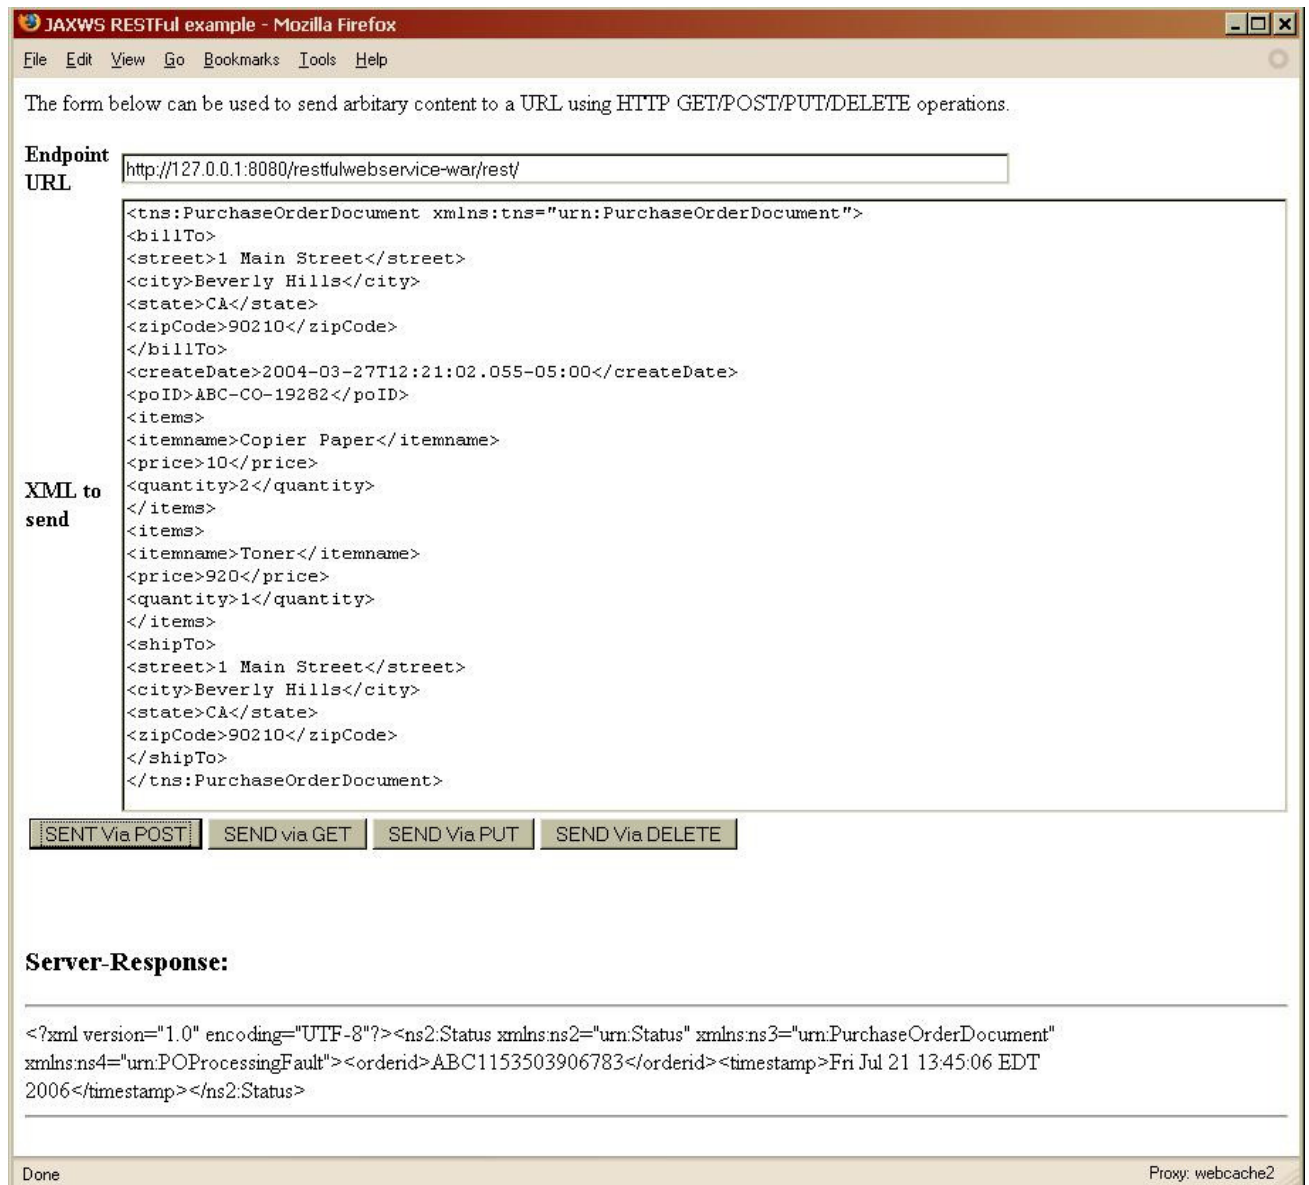 JAXWS RESTFul example - Mozilla Firefox
File Edit View Go Bookmarks Tools Help
The form below can be used to send arbitary content to a URL using HTTP GET/POST/PUT/DELETE operations.
Endpoint
URL
http://127.0.0.1:8080/restfulwebservice-war/rest/
XML to
send
<tns:PurchaseOrderDocument xmlns:tns="urn:PurchaseOrderDocument">
<billTo>
<street>1 Main Street</street>
<city>Beverly Hills</city>
<state>CA</state>
<zipCode>90210</zipCode>
</billTo>
<createDate>2004-03-27T12:21:02.055-05:00</createDate>
<poID>ABC-CO-19282</poID>
<items>
<itemname>Copier Paper</itemname>
<price>10</price>
<quantity>2</quantity>
</items>
<items>
<itemname>Toner</itemname>
<price>920</price>
<quantity>1</quantity>
</items>
<shipTo>
<street>1 Main Street</street>
<city>Beverly Hills</city>
<state>CA</state>
<zipCode>90210</zipCode>
</shipTo>
</tns:PurchaseOrderDocument>
SENT Via POST SEND via GET SEND Via PUT SEND Via DELETE
Server-Response:
<?xml version="1.0" encoding="UTF-8"?><ns2:Status xmlns:ns2="urn:Status" xmlns:ns3="urn:PurchaseOrderDocument"
xmlns:ns4="urn:POProcessingFault"><orderid>ABC1153503906783</orderid><timestamp>Fri Jul 21 13:45:06 EDT
2006</timestamp></ns2:Status>
Done Proxy: webcache2